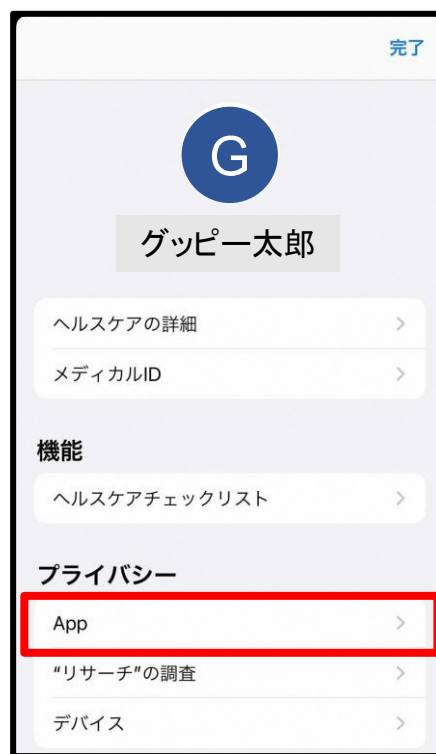 完了
G
グッピー太郎
ヘルスケアの詳細
メディカルID
機能
ヘルスケアチェックリスト
プライバシー
App
“リサーチ”の調査
デバイス